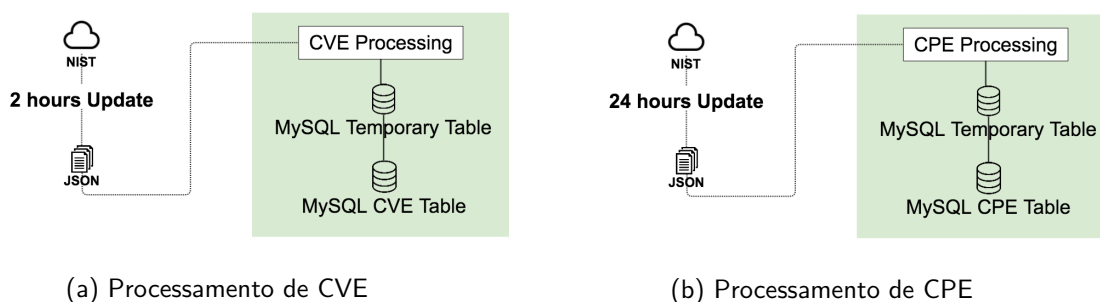 NIST
2 hours Update
JSON
CVE Processing
MySQL Temporary Table
MySQL CVE Table
(a) Processamento de CVE
NIST
24 hours Update
JSON
CPE Processing
MySQL Temporary Table
MySQL CPE Table
(b) Processamento de CPE